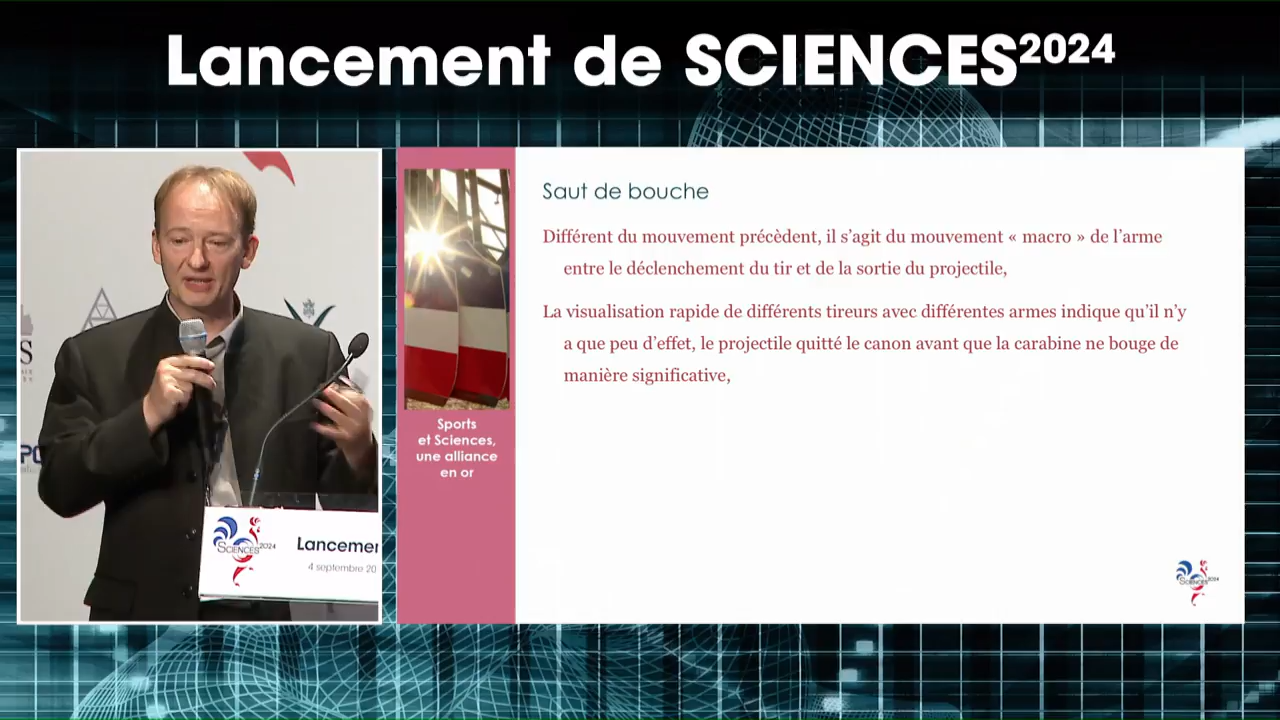 Lancement de SCIENCES²⁰²⁴
Saut de bouche
Différent du mouvement précèdent, il s'agit du mouvement « macro » de l'arme
entre le déclenchement du tir et de la sortie du projectile,
La visualisation rapide de différents tireurs avec différentes armes indique qu'il n'y
a que peu d'effet, le projectile quitté le canon avant que la carabine ne bouge de
manière significative,
Sports
et Sciences,
une alliance
en or
SCIENCES²⁰²⁴
Lancemen
4 septembre 20
SCIENCES²⁰²⁴